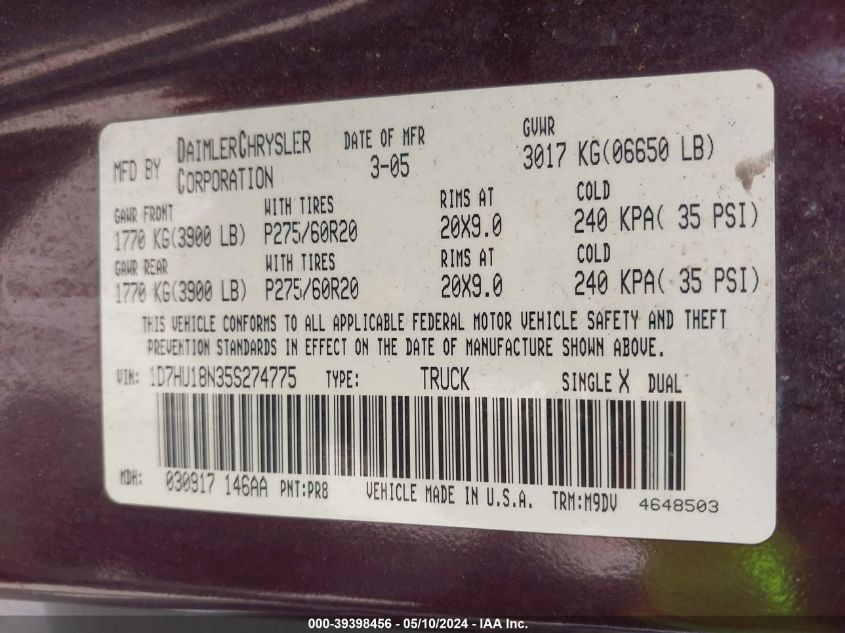 MFD BY DAIMLERCHRYSLER CORPORATION
DATE OF MFR 3-05
GVWR 3017 KG(06650 LB)
GAWR FRONT WITH TIRES RIMS AT COLD
1770 KG(3900 LB) P275/60R20 20X9.0 240 KPA( 35 PSI)
GAWR REAR WITH TIRES RIMS AT COLD
1770 KG(3900 LB) P275/60R20 20X9.0 240 KPA( 35 PSI)
THIS VEHICLE CONFORMS TO ALL APPLICABLE FEDERAL MOTOR VEHICLE SAFETY AND THEFT
PREVENTION STANDARDS IN EFFECT ON THE DATE OF MANUFACTURE SHOWN ABOVE.
VIN: 1D7HU18N35S274775 TYPE: TRUCK SINGLE X DUAL
MDH: 030917 146AA PNT:PR8 VEHICLE MADE IN U.S.A. TRM:M9DV 4648503
000-39398456 - 05/10/2024 - IAA Inc.